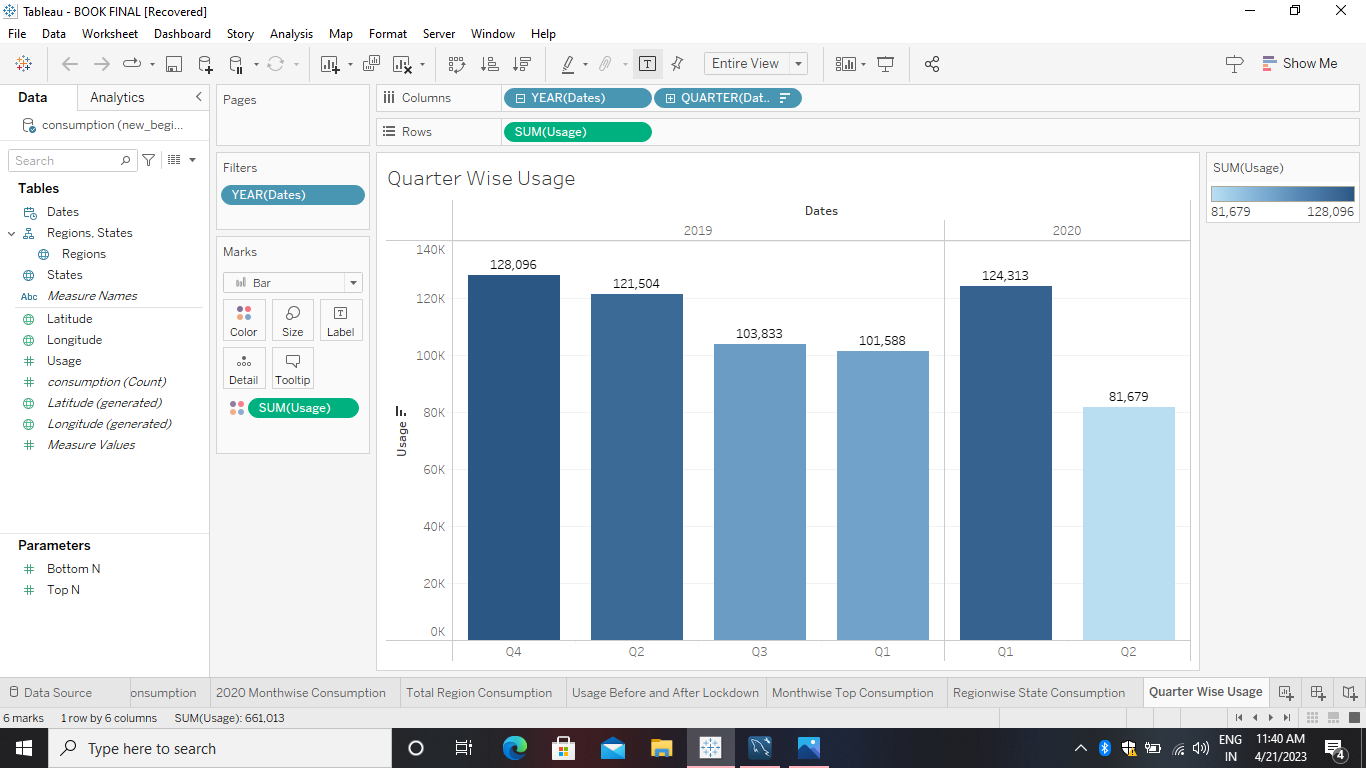 Tableau - BOOK FINAL [Recovered]
File Data Worksheet Dashboard Story Analysis Map Format Server Window Help
Entire View
Show Me
Data Analytics
consumption (new_begi...
Search
Tables
Dates
Regions, States
Regions
States
Abc Measure Names
Latitude
Longitude
Usage
consumption (Count)
Latitude (generated)
Longitude (generated)
Measure Values
Parameters
Bottom N
Top N
Pages
Filters
YEAR(Dates)
Marks
Bar
Color Size Label
Detail Tooltip
SUM(Usage)
Columns YEAR(Dates) QUARTER(Dat..
Rows SUM(Usage)
Quarter Wise Usage
Dates
2019 2020
140K
120K
100K
80K
60K
40K
20K
0K
Usage
128,096
121,504
103,833
101,588
124,313
81,679
Q4 Q2 Q3 Q1 Q1 Q2
SUM(Usage)
81,679 128,096
Data Source onsumption 2020 Monthwise Consumption Total Region Consumption Usage Before and After Lockdown Monthwise Top Consumption Regionwise State Consumption Quarter Wise Usage
6 marks 1 row by 6 columns SUM(Usage): 661,013
Type here to search
ENG
IN
11:40 AM
4/21/2023
4